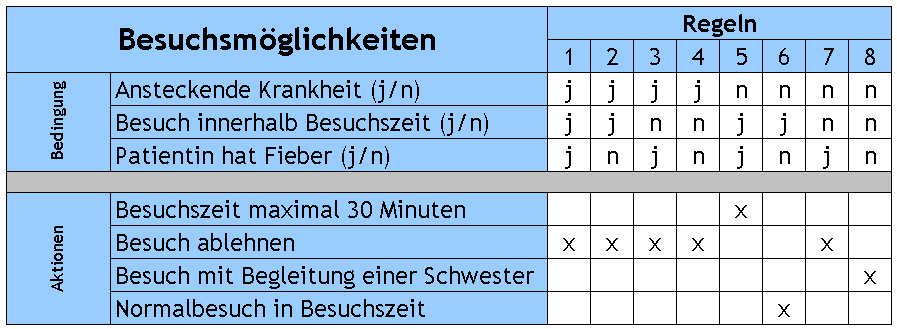 Besuchsmöglichkeiten
Regeln
1 2 3 4 5 6 7 8
Bedingung
Ansteckende Krankheit (j/n) j j j j n n n n
Besuch innerhalb Besuchszeit (j/n) j j n n j j n n
Patientin hat Fieber (j/n) j n j n j n j n
Aktionen
Besuchszeit maximal 30 Minuten x
Besuch ablehnen x x x x x
Besuch mit Begleitung einer Schwester x
Normalbesuch in Besuchszeit x